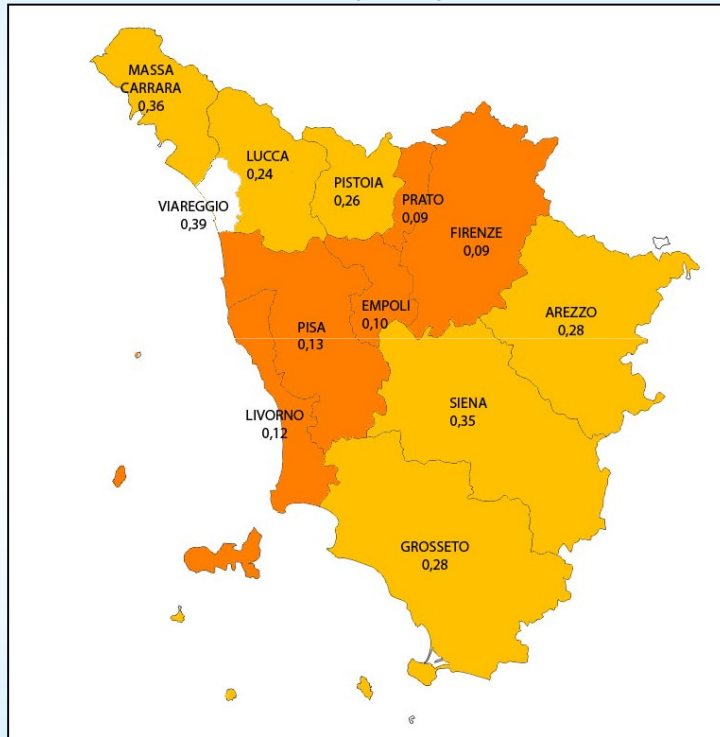 MASSA
CARRARA
0,36
LUCCA
0,24
PISTOIA
0,26
PRATO
0,09
VIAREGGIO
0,39
FIRENZE
0,09
EMPOLI
0,10
AREZZO
0,28
PISA
0,13
SIENA
0,35
LIVORNO
0,12
GROSSETO
0,28